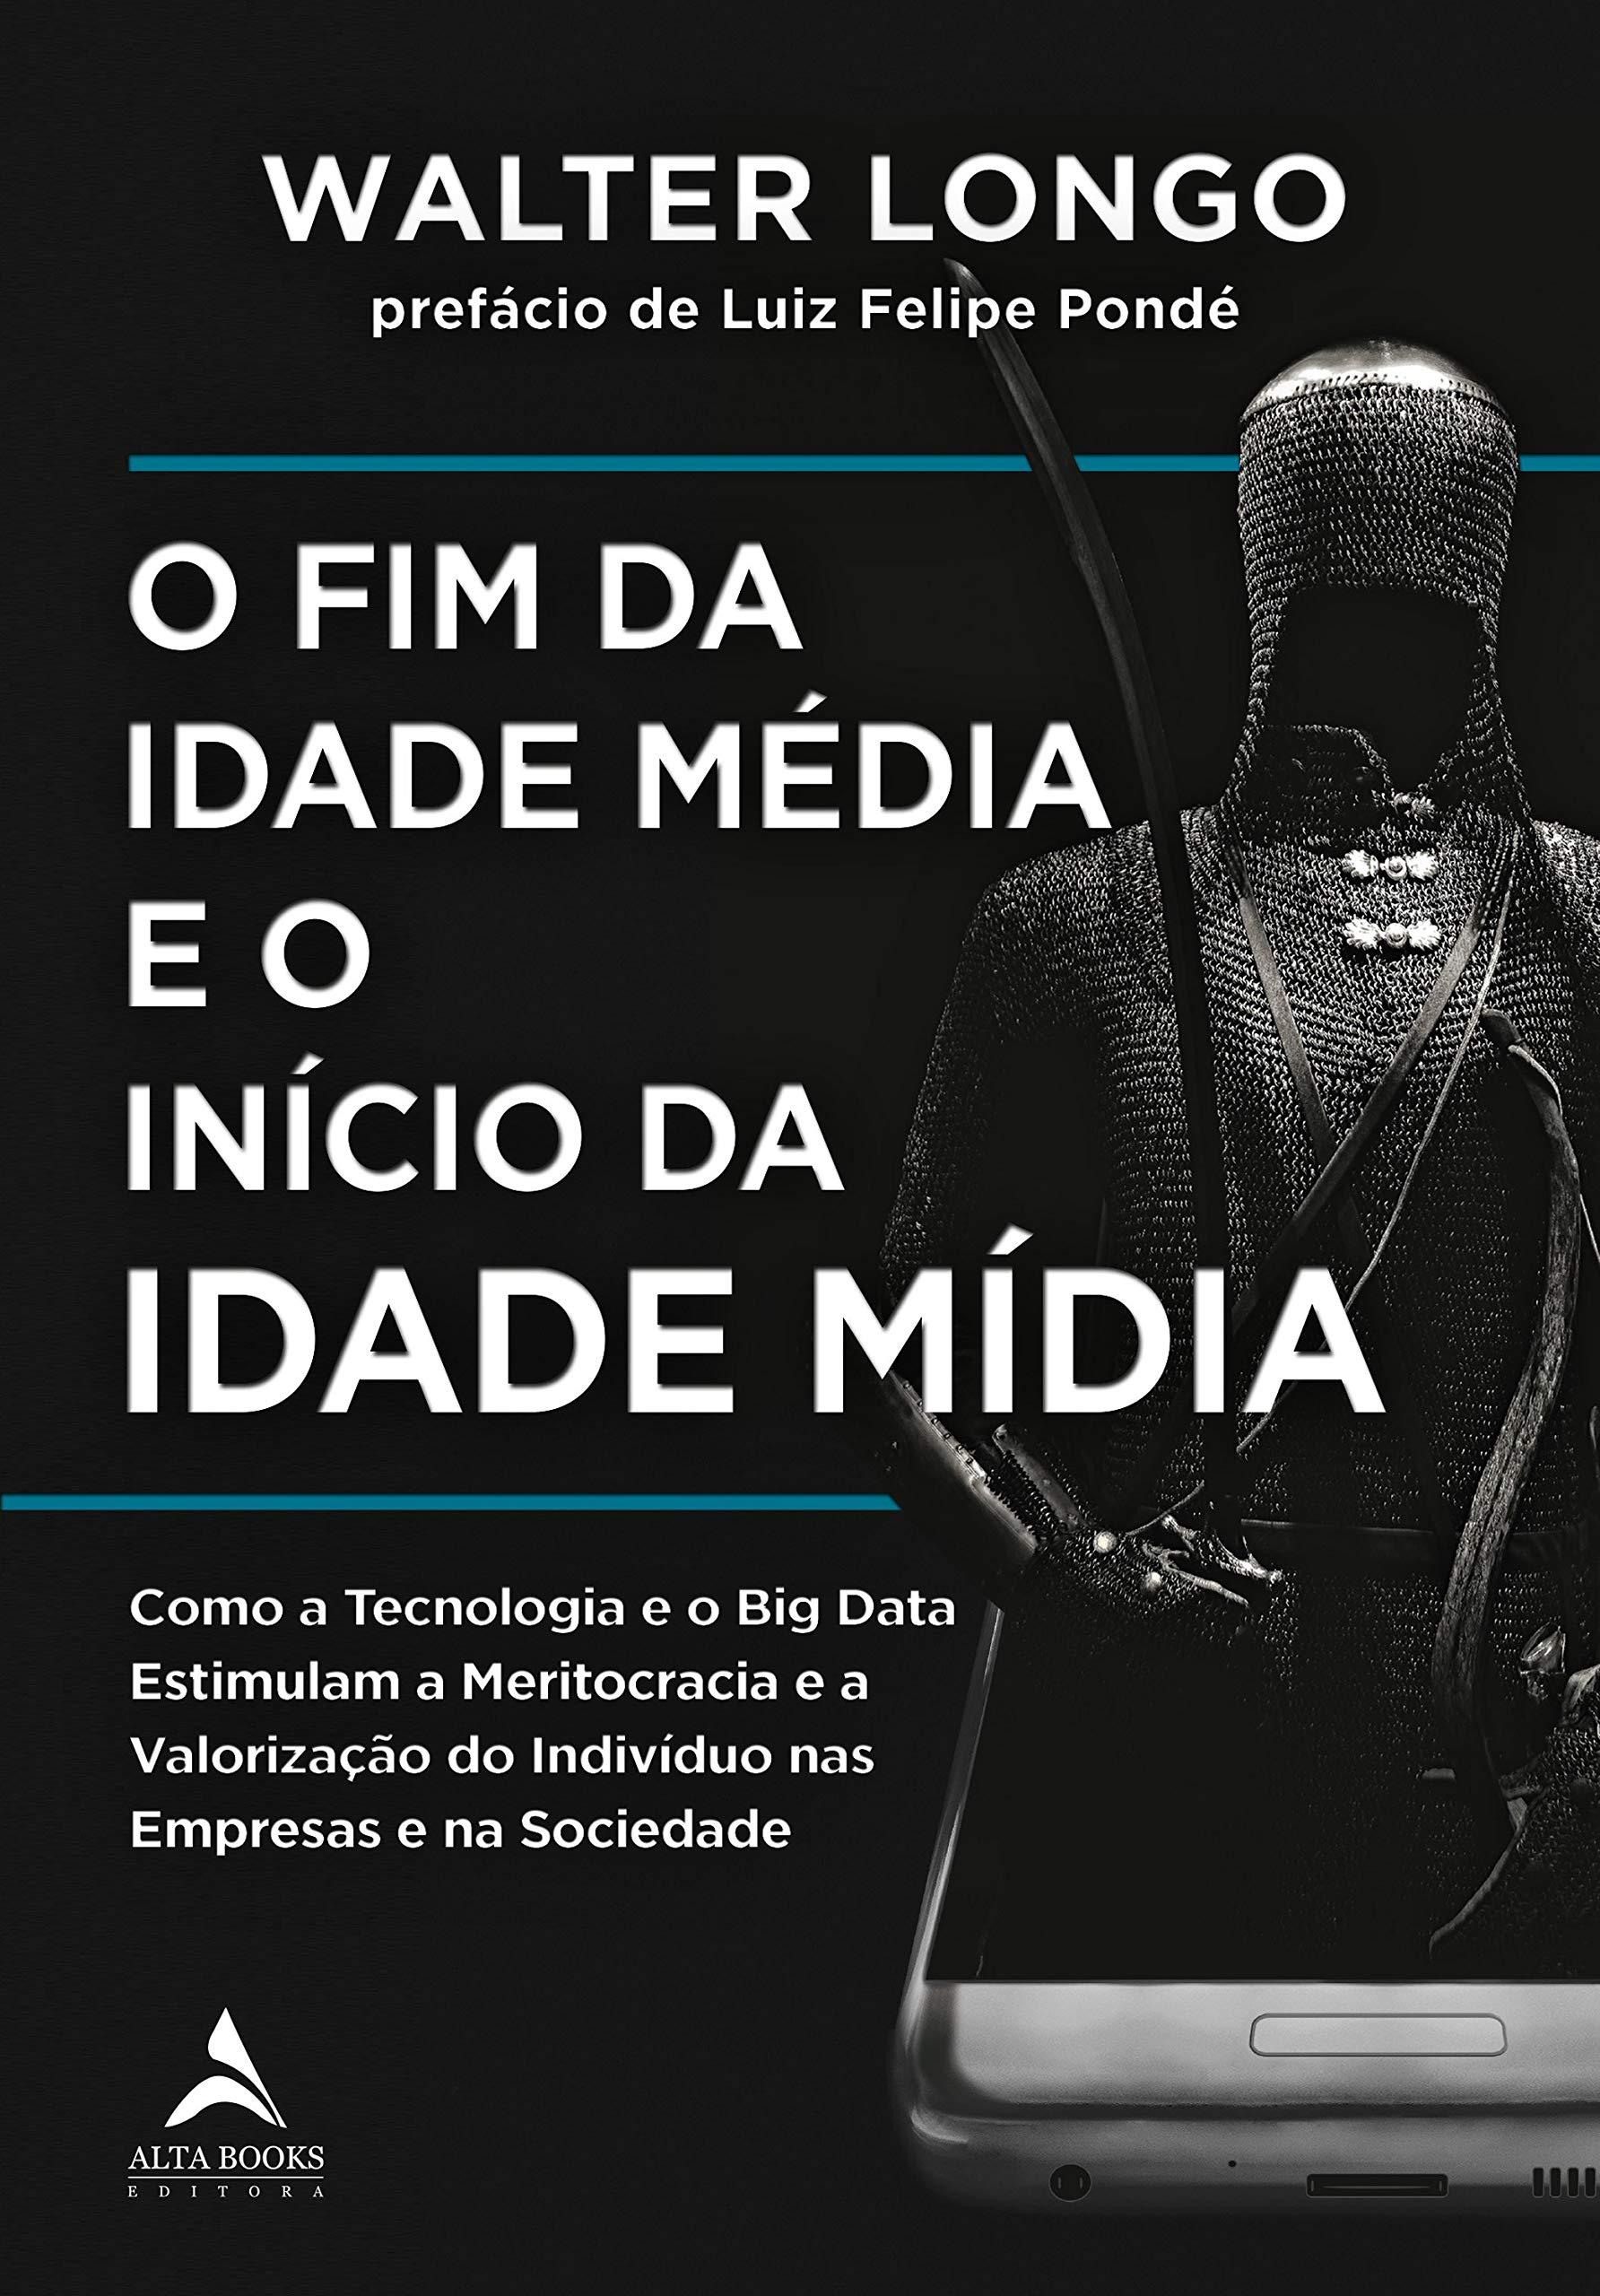 WALTER LONGO
prefácio de Luiz Felipe Pondé
O FIM DA
IDADE MÉDIA
E O
INÍCIO DA
IDADE MÍDIA
Como a Tecnologia e o Big Data
Estimulam a Meritocracia e a
Valorização do Indivíduo nas
Empresas e na Sociedade
ALTA BOOKS
EDITORA